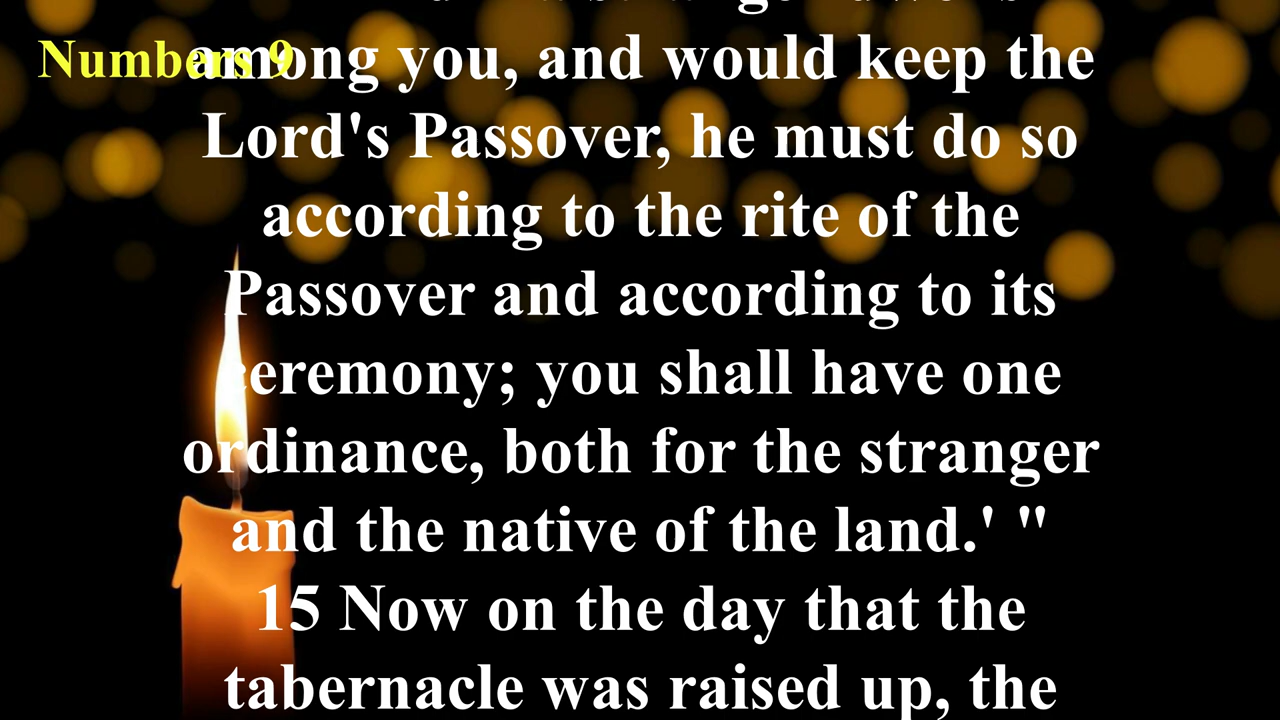 Numbers 9
among you, and would keep the
Lord's Passover, he must do so
according to the rite of the
Passover and according to its
ceremony; you shall have one
ordinance, both for the stranger
and the native of the land.' "
15 Now on the day that the
tabernacle was raised up, the